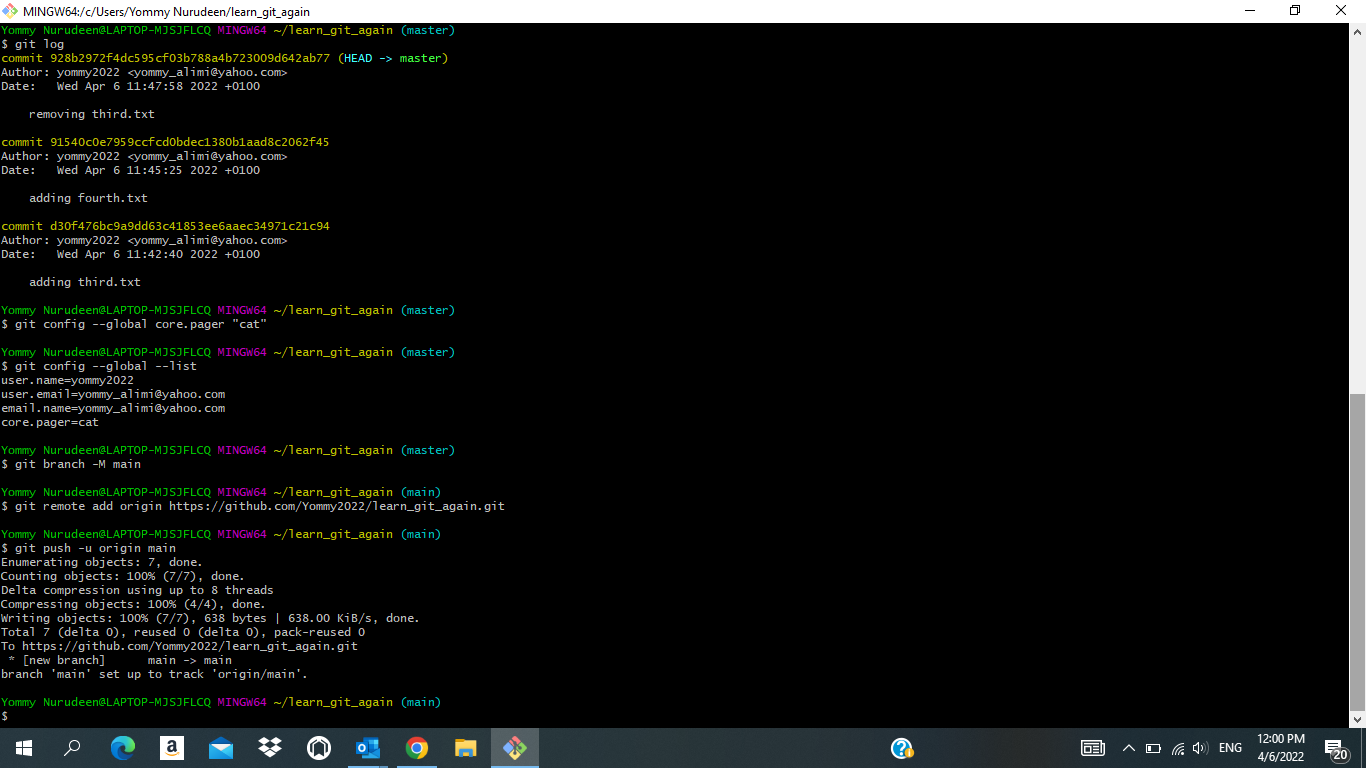 MINGW64:/c/Users/Yommy Nurudeen/learn_git_again
Yommy Nurudeen@LAPTOP-MJSJFLCQ MINGW64 ~/learn_git_again (master)
$ git log
commit 928b2972f4dc595cf03b788a4b723009d642ab77 (HEAD -> master)
Author: yommy2022 <yommy_alimi@yahoo.com>
Date:   Wed Apr 6 11:47:58 2022 +0100
    removing third.txt
commit 91540c0e7959ccfcd0bdec1380b1aad8c2062f45
Author: yommy2022 <yommy_alimi@yahoo.com>
Date:   Wed Apr 6 11:45:25 2022 +0100
    adding fourth.txt
commit d30f476bc9a9dd63c41853ee6aaec34971c21c94
Author: yommy2022 <yommy_alimi@yahoo.com>
Date:   Wed Apr 6 11:42:40 2022 +0100
    adding third.txt
Yommy Nurudeen@LAPTOP-MJSJFLCQ MINGW64 ~/learn_git_again (master)
$ git config --global core.pager "cat"
Yommy Nurudeen@LAPTOP-MJSJFLCQ MINGW64 ~/learn_git_again (master)
$ git config --global --list
user.name=yommy2022
user.email=yommy_alimi@yahoo.com
email.name=yommy_alimi@yahoo.com
core.pager=cat
Yommy Nurudeen@LAPTOP-MJSJFLCQ MINGW64 ~/learn_git_again (master)
$ git branch -M main
Yommy Nurudeen@LAPTOP-MJSJFLCQ MINGW64 ~/learn_git_again (main)
$ git remote add origin https://github.com/Yommy2022/learn_git_again.git
Yommy Nurudeen@LAPTOP-MJSJFLCQ MINGW64 ~/learn_git_again (main)
$ git push -u origin main
Enumerating objects: 7, done.
Counting objects: 100% (7/7), done.
Delta compression using up to 8 threads
Compressing objects: 100% (4/4), done.
Writing objects: 100% (7/7), 638 bytes | 638.00 KiB/s, done.
Total 7 (delta 0), reused 0 (delta 0), pack-reused 0
To https://github.com/Yommy2022/learn_git_again.git
 * [new branch]      main -> main
branch 'main' set up to track 'origin/main'.
Yommy Nurudeen@LAPTOP-MJSJFLCQ MINGW64 ~/learn_git_again (main)
$
ENG
12:00 PM
4/6/2022
20